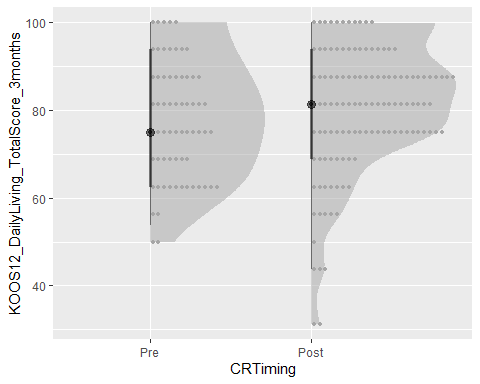 KOOS12_DailyLiving_TotalScore_3months
100
80
60
40
Pre
Post
CRTiming